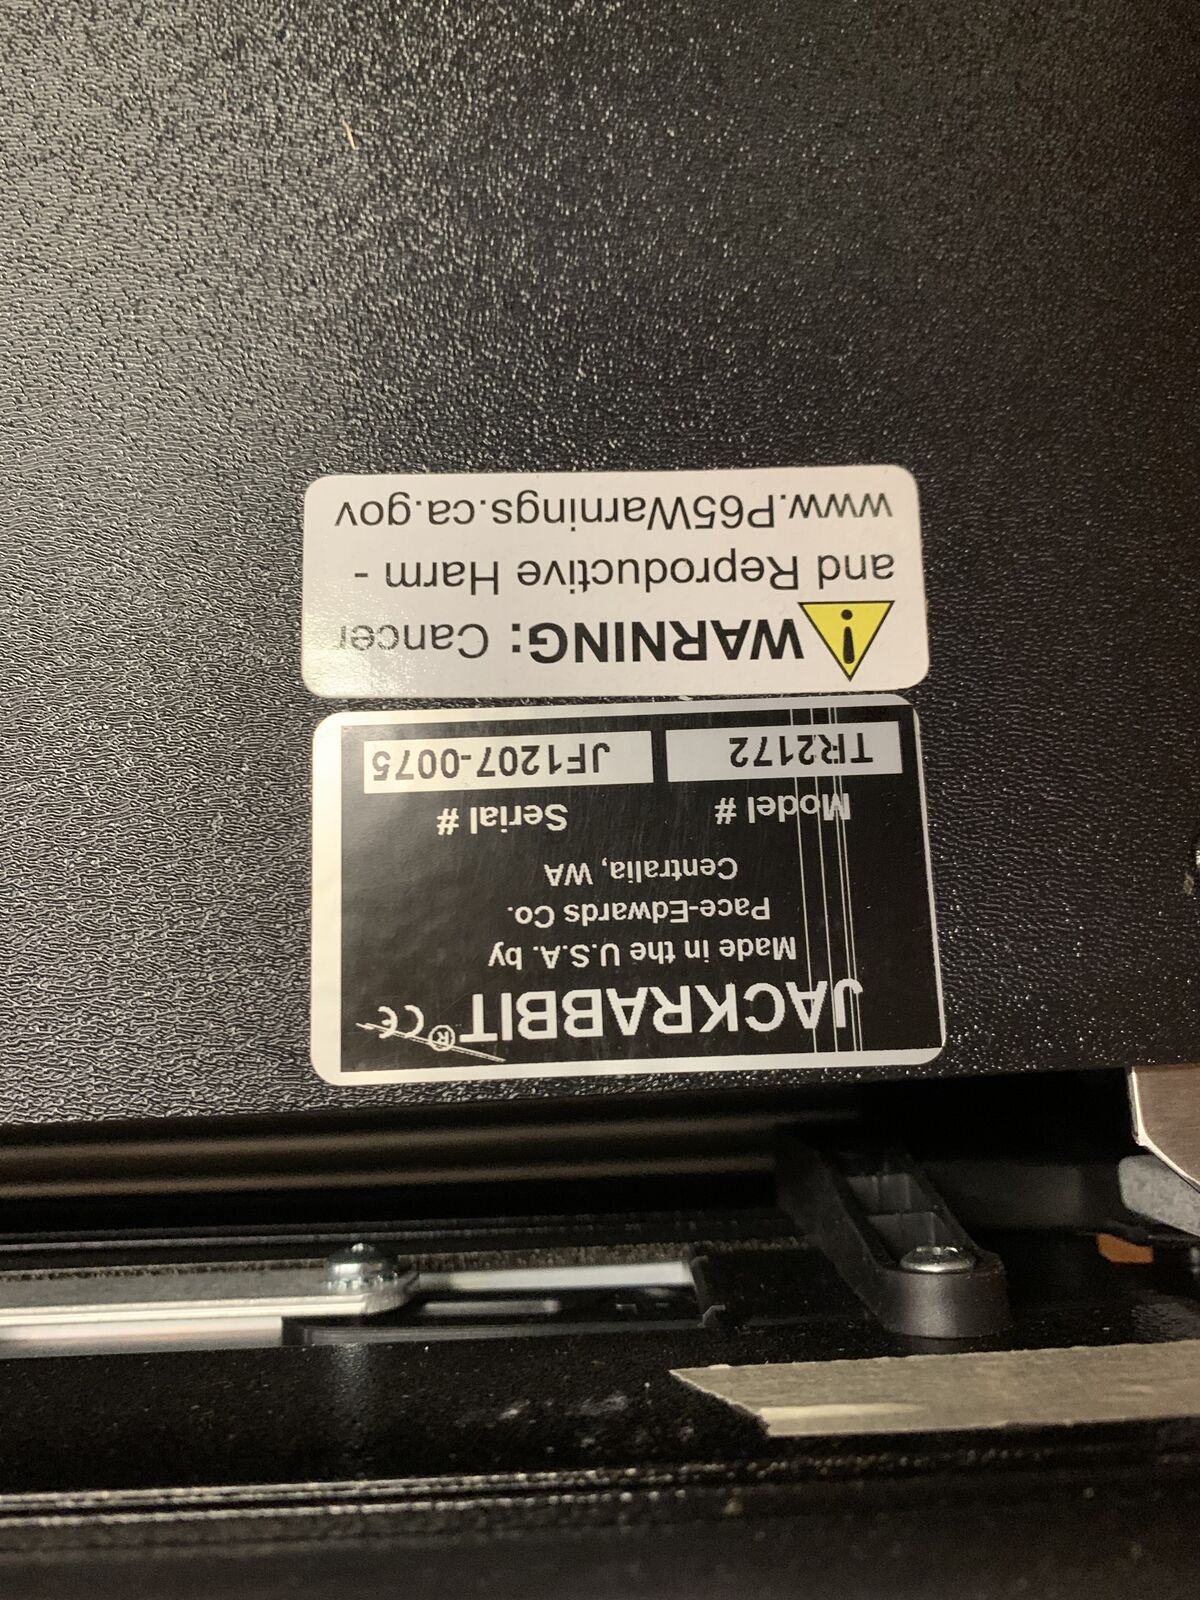 JACKRABBIT® CE
Made in the U.S.A. by
Pace-Edwards Co.
Centralia, WA
Model # Serial #
TR2172 JF1207-0075
WARNING: Cancer
and Reproductive Harm -
www.P65Warnings.ca.gov